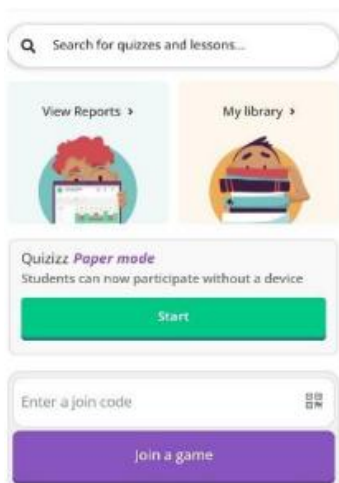 Search for quizzes and lessons...
View Reports >
My library >
Quizizz Paper mode
Students can now participate without a device
Start
Enter a join code
Join a game